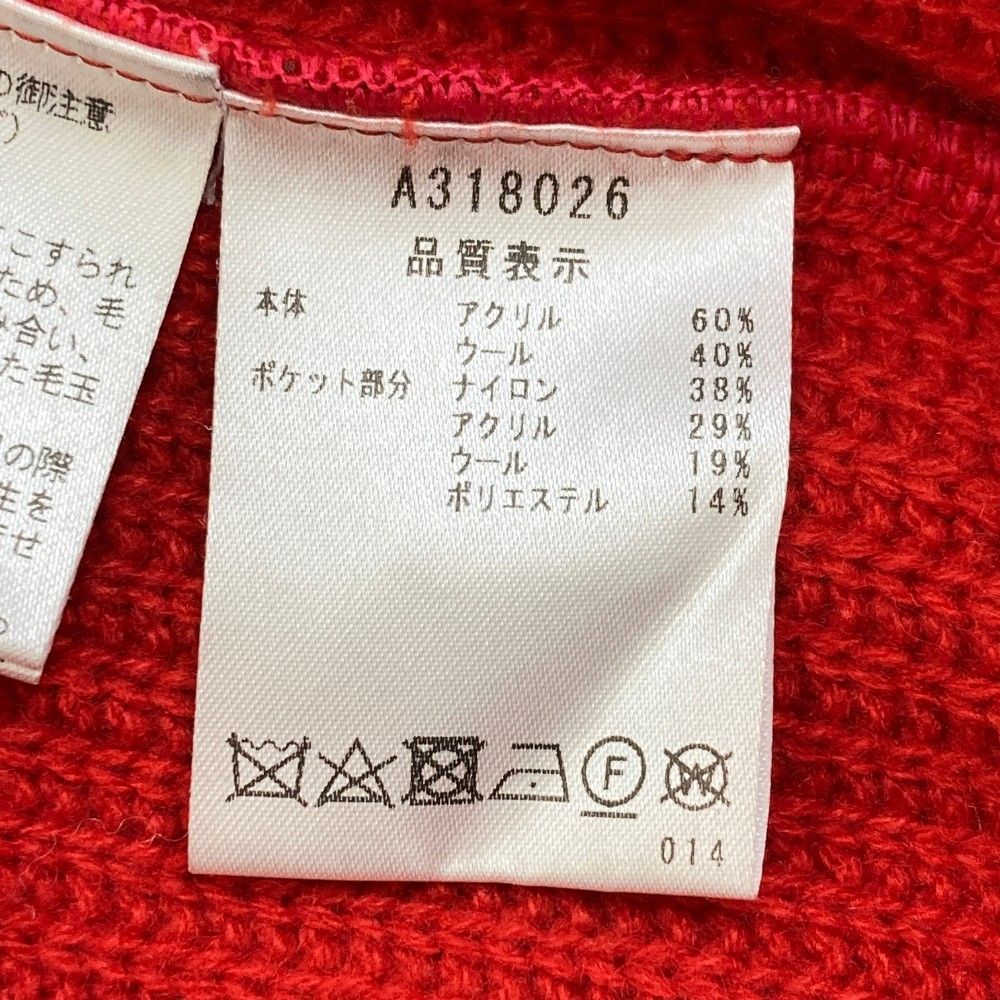 の御注意
ど)
こすられ
ため、毛
み合い、
た毛玉
の際
生を
せ
A318026
品質表示
本体 アクリル 60%
ウール 40%
ポケット部分 ナイロン 38%
アクリル 29%
ウール 19%
ポリエステル 14%
F W
014